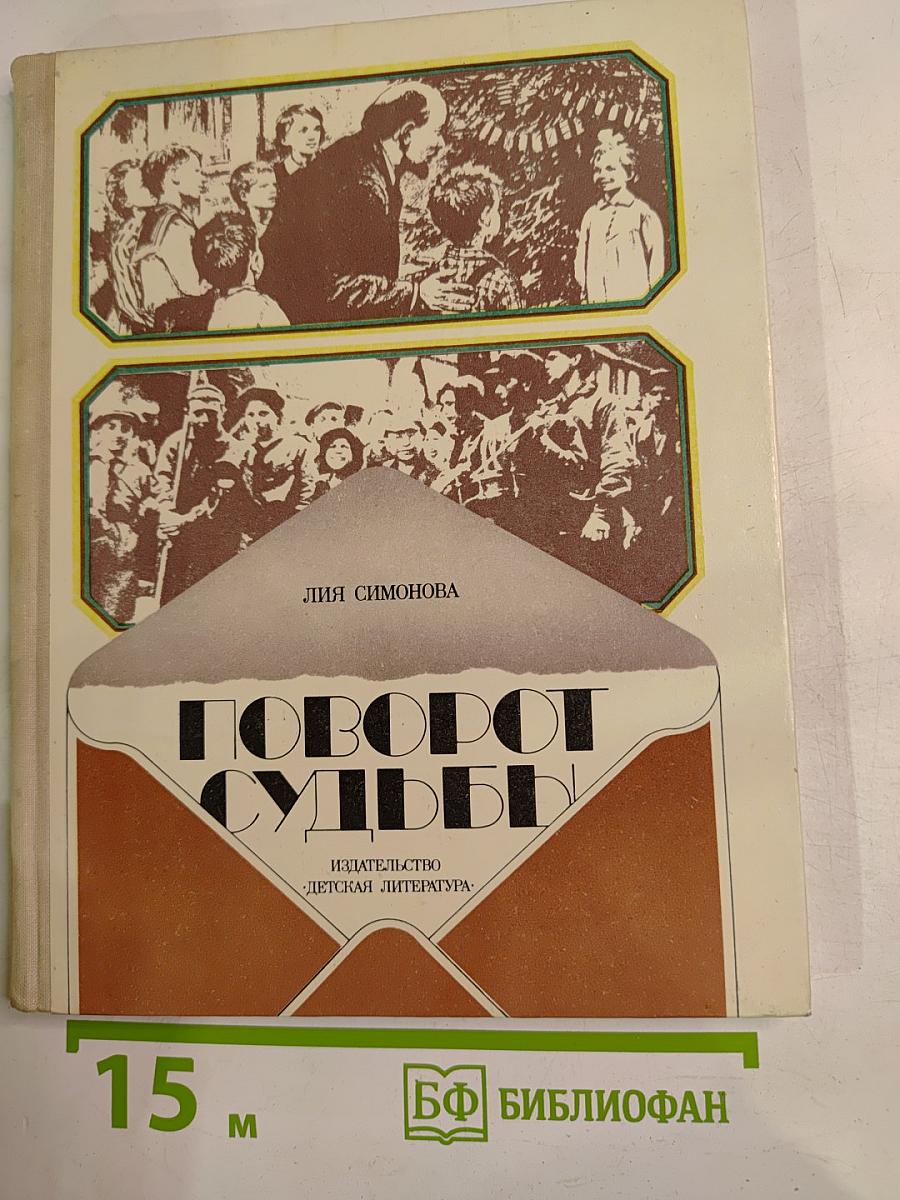 ЛИЯ СИМОНОВА
ПОВОРОТ
СУДЬБЫ
ИЗДАТЕЛЬСТВО
·ДЕТСКАЯ ЛИТЕРАТУРА·
15 м
БФ БИБЛИОФАН